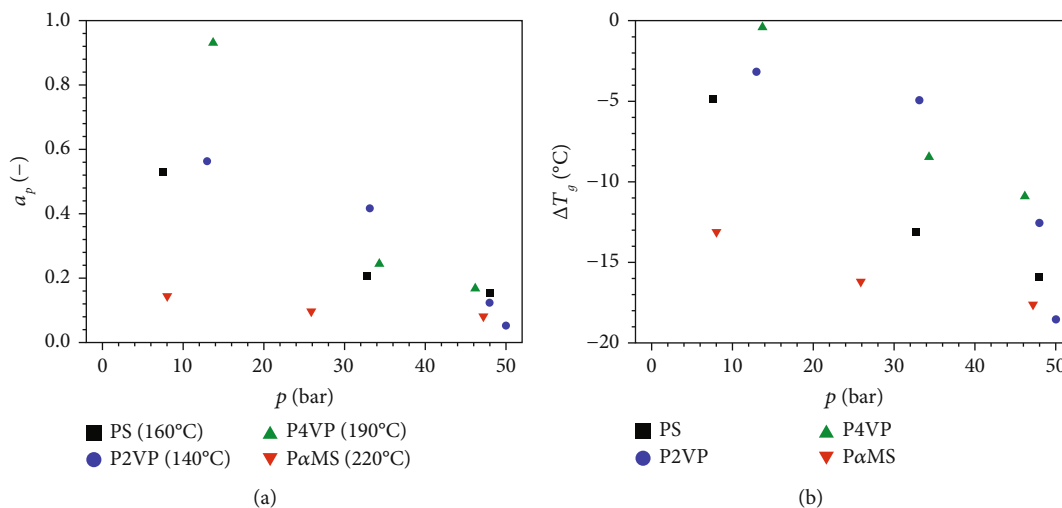 1.0
0.8
0.6
0.4
0.2
0.0
a_p (−)
0 10 20 30 40 50
p (bar)
PS (160°C)
P4VP (190°C)
P2VP (140°C)
PαMS (220°C)
(a)
0
−5
−10
−15
−20
ΔT_g (°C)
0 10 20 30 40 50
p (bar)
PS
P4VP
P2VP
PαMS
(b)